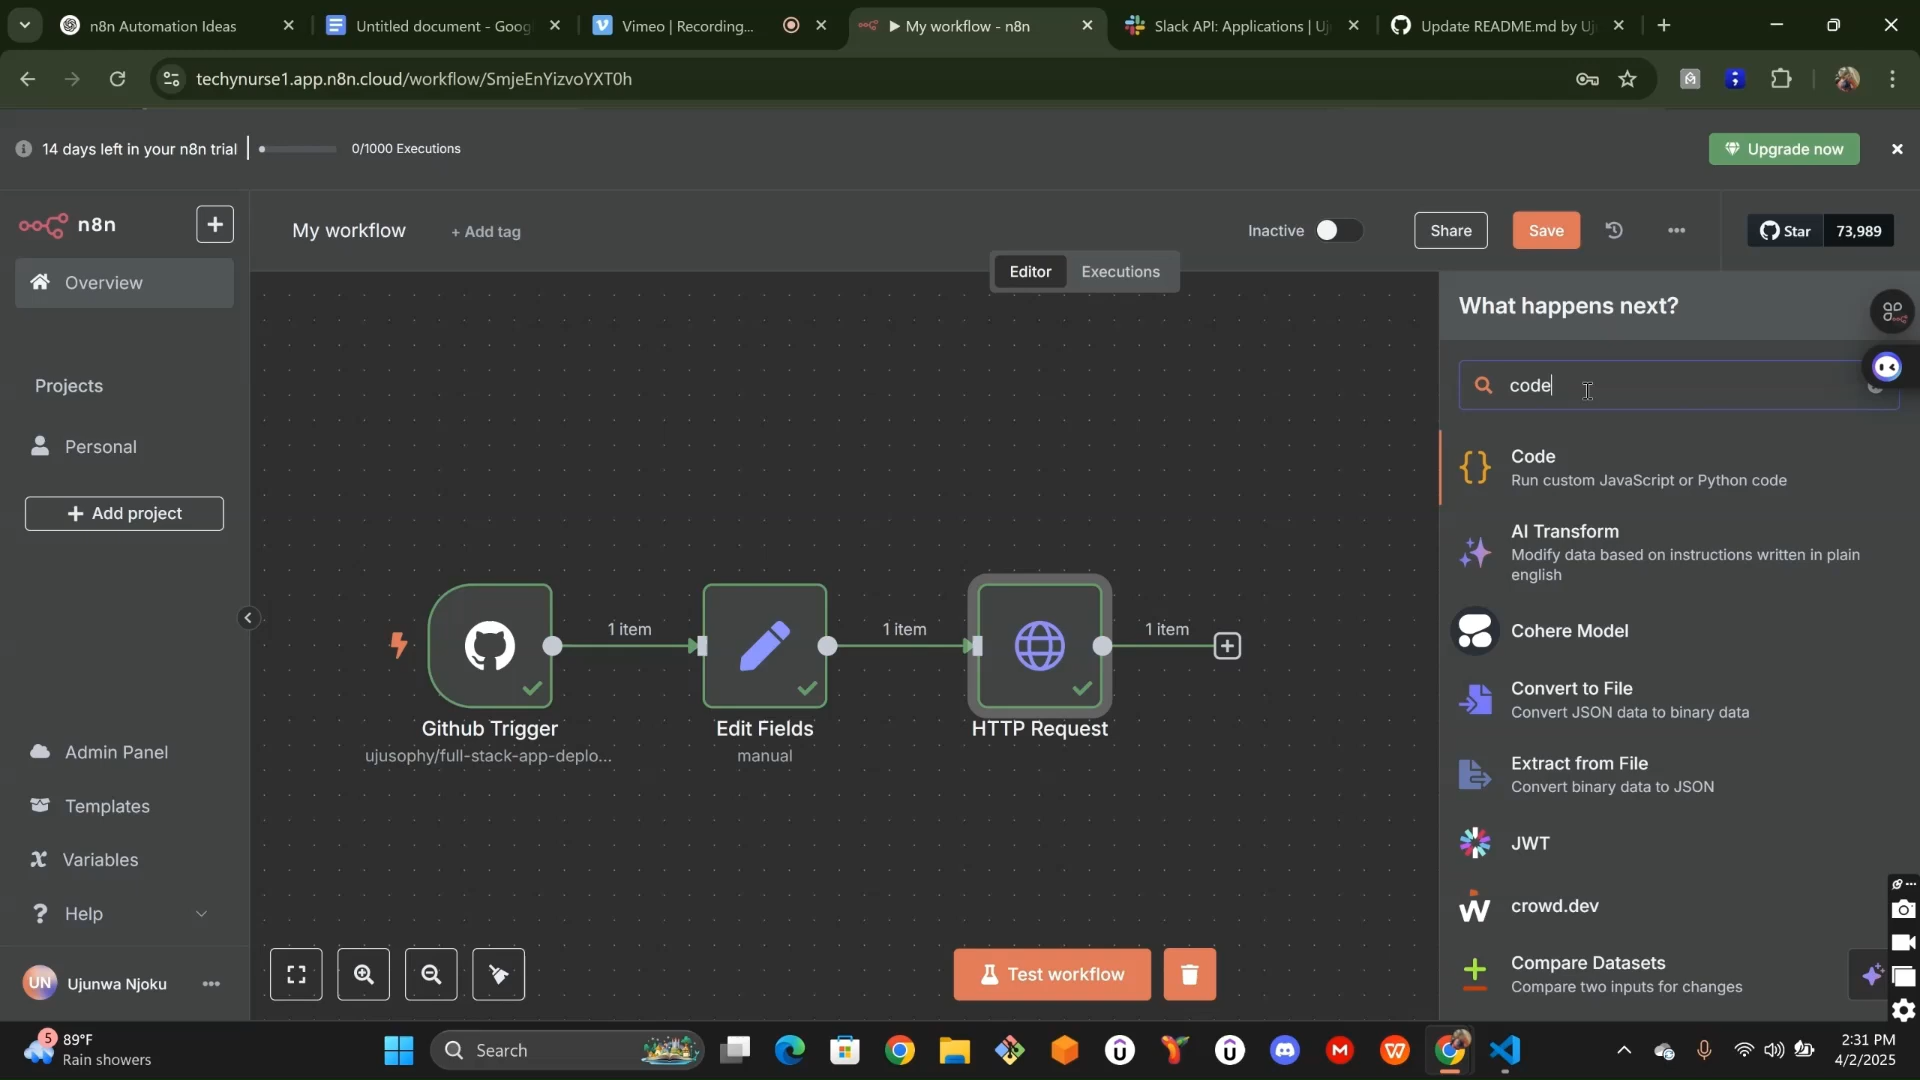 n8n Automation Ideas
Untitled document - Goog
Vimeo | Recording...
▶ My workflow - n8n
Slack API: Applications | Uj
Update README.md by Uj
techynurse1.app.n8n.cloud/workflow/SmjeEnYizvoYXT0h
14 days left in your n8n trial
0/1000 Executions
Upgrade now
n8n
My workflow
+ Add tag
Inactive
Share
Save
Star
73,989
Editor
Executions
Overview
Projects
Personal
+ Add project
Admin Panel
Templates
Variables
Help
UN
Ujunwa Njoku
1 item
1 item
1 item
Github Trigger
ujusophy/full-stack-app-deplo...
Edit Fields
manual
HTTP Request
Test workflow
What happens next?
code
Code
Run custom JavaScript or Python code
AI Transform
Modify data based on instructions written in plain
english
Cohere Model
Convert to File
Convert JSON data to binary data
Extract from File
Convert binary data to JSON
JWT
crowd.dev
Compare Datasets
Compare two inputs for changes
5
89°F
Rain showers
Search
2:31 PM
4/2/2025